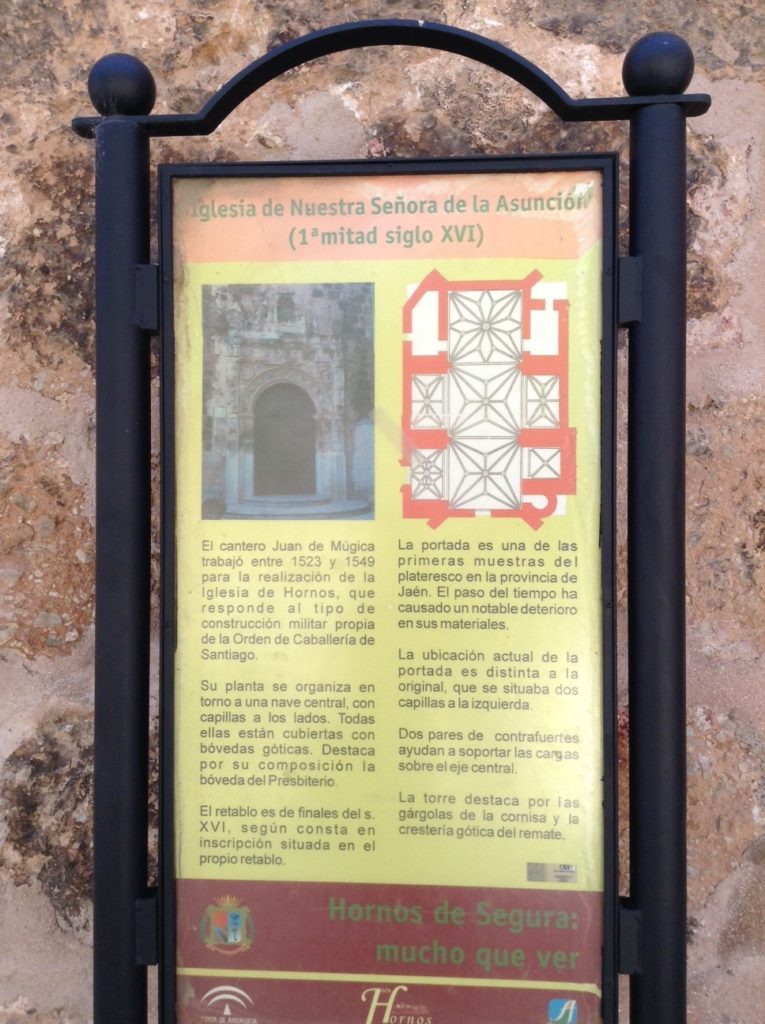 Iglesia de Nuestra Señora de la Asunción
(1ª mitad siglo XVI)
El cantero Juan de Múgica
trabajó entre 1523 y 1549
para la realización de la
Iglesia de Hornos, que
responde al tipo de
construcción militar propia
de la Orden de Caballería de
Santiago.
Su planta se organiza en
torno a una nave central, con
capillas a los lados. Todas
ellas están cubiertas con
bóvedas góticas. Destaca
por su composición la
bóveda del Presbiterio.
El retablo es de finales del s.
XVI, según consta en
inscripción situada en el
propio retablo.
La portada es una de las
primeras muestras del
plateresco en la provincia de
Jaén. El paso del tiempo ha
causado un notable deterioro
en sus materiales.
La ubicación actual de la
portada es distinta a la
original, que se situaba dos
capillas a la izquierda.
Dos pares de contrafuertes
ayudan a soportar las cargas
sobre el eje central.
La torre destaca por las
gárgolas de la cornisa y la
crestería gótica del remate.
Hornos de Segura:
mucho que ver
JUNTA DE ANDALUCIA
Hornos